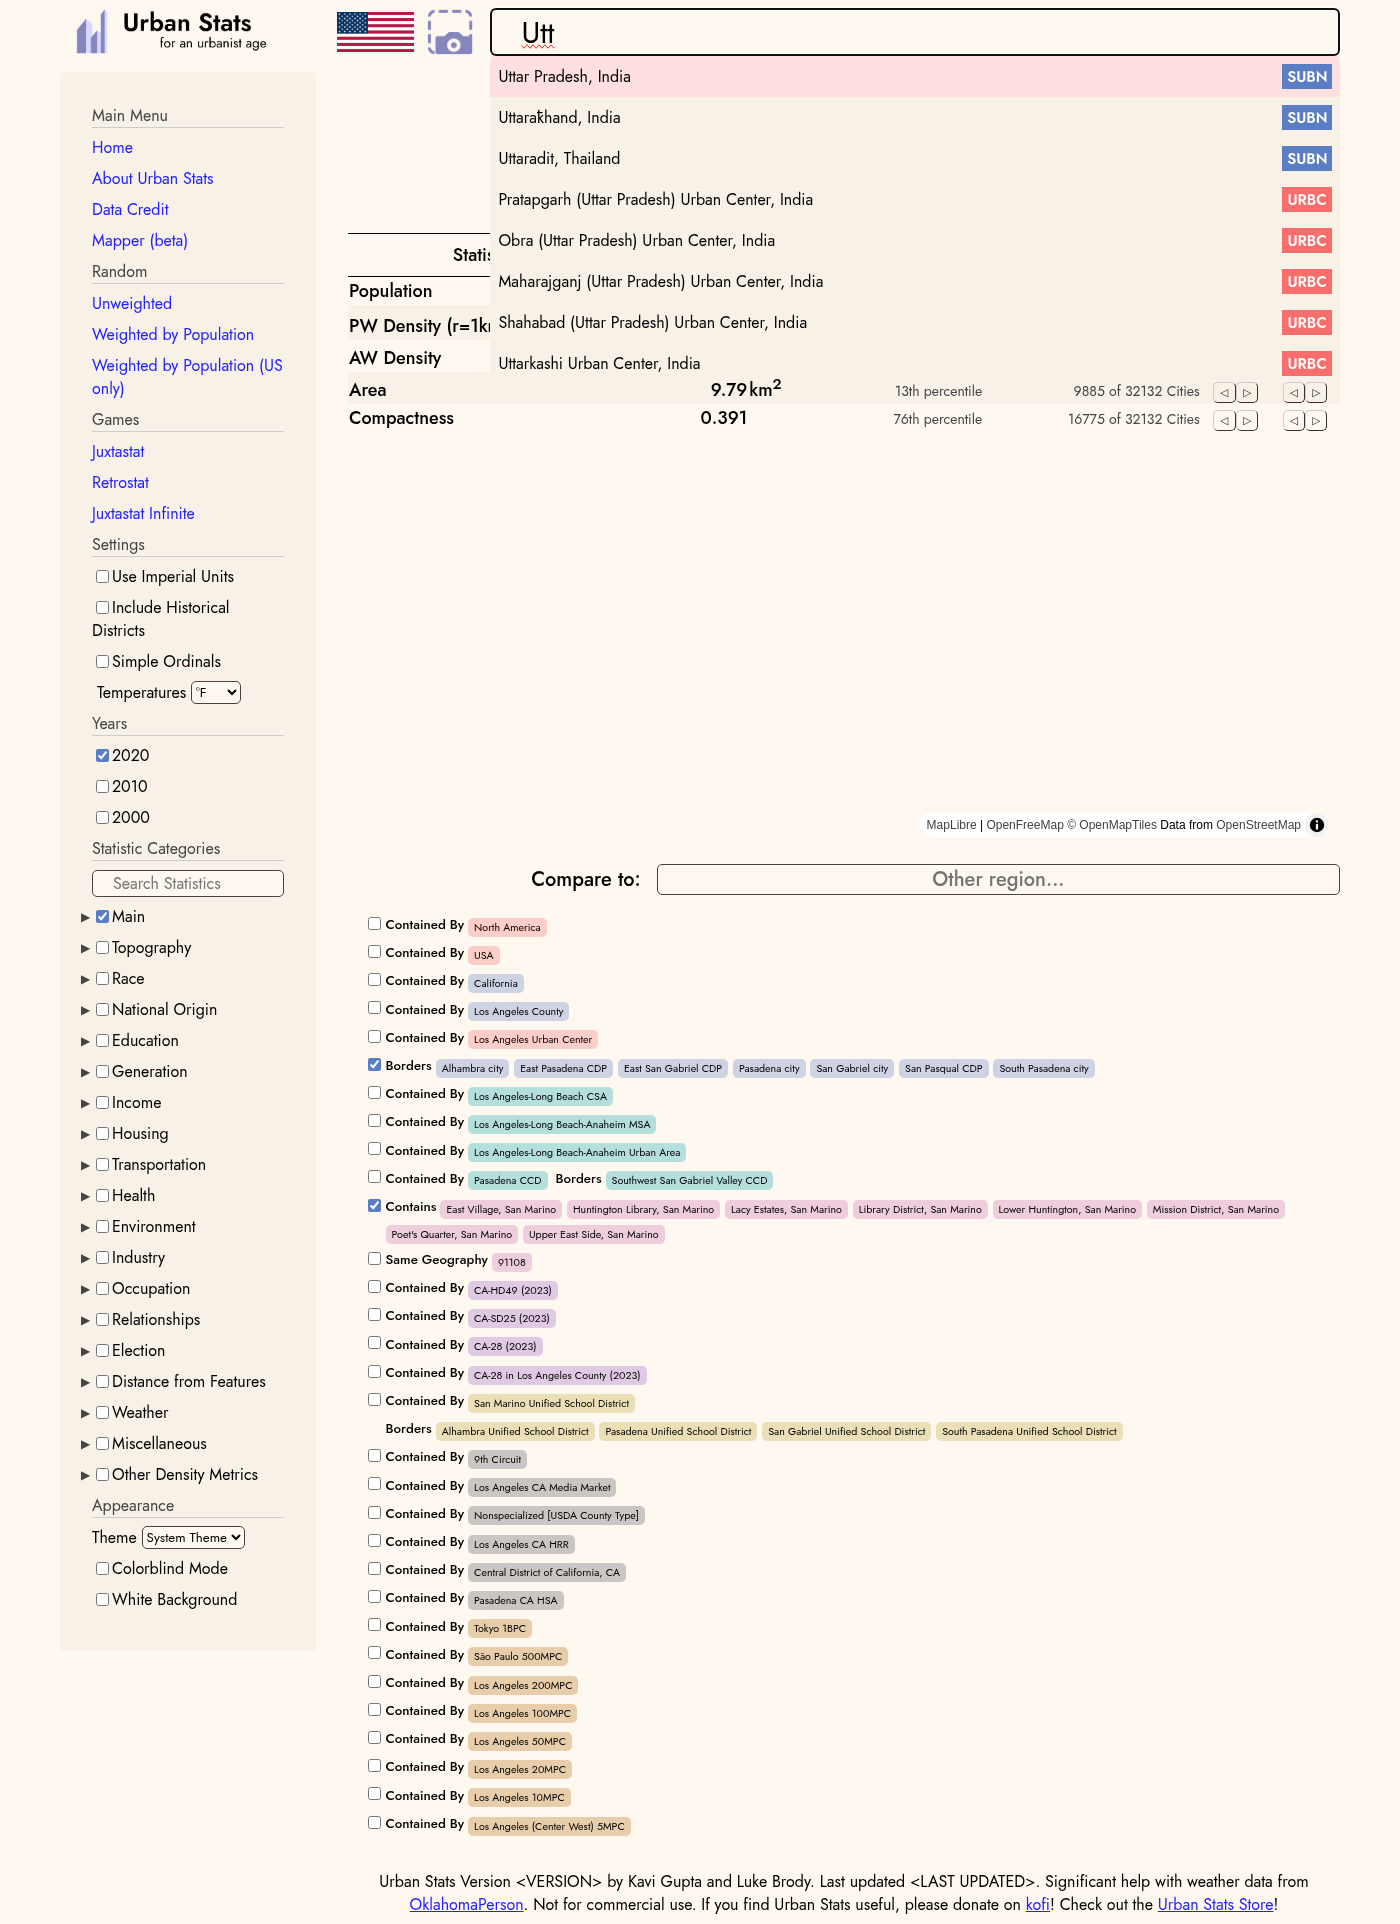 Urban Stats
for an urbanist age
Utt
Uttar Pradesh, India SUBN
Uttarakhand, India SUBN
Uttaradit, Thailand SUBN
Pratapgarh (Uttar Pradesh) Urban Center, India URBC
Obra (Uttar Pradesh) Urban Center, India URBC
Maharajganj (Uttar Pradesh) Urban Center, India URBC
Shahabad (Uttar Pradesh) Urban Center, India URBC
Uttarkashi Urban Center, India URBC
Main Menu
Home
About Urban Stats
Data Credit
Mapper (beta)
Random
Unweighted
Weighted by Population
Weighted by Population (US
only)
Games
Juxtastat
Retrostat
Juxtastat Infinite
Settings
Use Imperial Units
Include Historical
Districts
Simple Ordinals
Temperatures °F
Years
2020
2010
2000
Statistic Categories
Search Statistics
Main
Topography
Race
National Origin
Education
Generation
Income
Housing
Transportation
Health
Environment
Industry
Occupation
Relationships
Election
Distance from Features
Weather
Miscellaneous
Other Density Metrics
Appearance
Theme System Theme
Colorblind Mode
White Background
Population
PW Density (r=1k
AW Density
Area 9.79 km² 13th percentile 9885 of 32132 Cities
Compactness 0.391 76th percentile 16775 of 32132 Cities
MapLibre | OpenFreeMap © OpenMapTiles Data from OpenStreetMap
Compare to: Other region...
Contained By North America
Contained By USA
Contained By California
Contained By Los Angeles County
Contained By Los Angeles Urban Center
Borders Alhambra city East Pasadena CDP East San Gabriel CDP Pasadena city San Gabriel city San Pasqual CDP South Pasadena city
Contained By Los Angeles-Long Beach CSA
Contained By Los Angeles-Long Beach-Anaheim MSA
Contained By Los Angeles-Long Beach-Anaheim Urban Area
Contained By Pasadena CCD Borders Southwest San Gabriel Valley CCD
Contains East Village, San Marino Huntington Library, San Marino Lacy Estates, San Marino Library District, San Marino Lower Huntington, San Marino Mission District, San Marino
Poet's Quarter, San Marino Upper East Side, San Marino
Same Geography 91108
Contained By CA-HD49 (2023)
Contained By CA-SD25 (2023)
Contained By CA-28 (2023)
Contained By CA-28 in Los Angeles County (2023)
Contained By San Marino Unified School District
Borders Alhambra Unified School District Pasadena Unified School District San Gabriel Unified School District South Pasadena Unified School District
Contained By 9th Circuit
Contained By Los Angeles CA Media Market
Contained By Nonspecialized [USDA County Type]
Contained By Los Angeles CA HRR
Contained By Central District of California, CA
Contained By Pasadena CA HSA
Contained By Tokyo 1BPC
Contained By São Paulo 500MPC
Contained By Los Angeles 200MPC
Contained By Los Angeles 100MPC
Contained By Los Angeles 50MPC
Contained By Los Angeles 20MPC
Contained By Los Angeles 10MPC
Contained By Los Angeles (Center West) 5MPC
Urban Stats Version <VERSION> by Kavi Gupta and Luke Brody. Last updated <LAST UPDATED>. Significant help with weather data from
OklahomaPerson. Not for commercial use. If you find Urban Stats useful, please donate on kofi! Check out the Urban Stats Store!